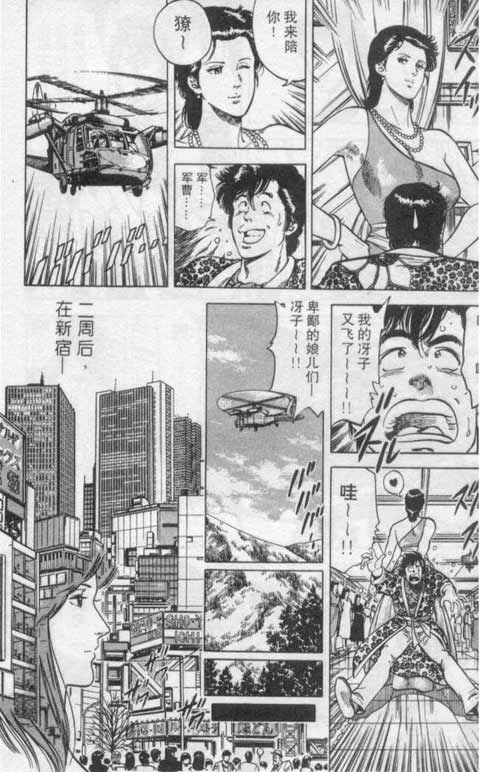 我来陪
你！
獠～
军……
军曹……
我的冴子
又飞了～～～!!
哇～～!!
卑鄙的娘儿们—
冴子～～!!
二周后，
在新宿—